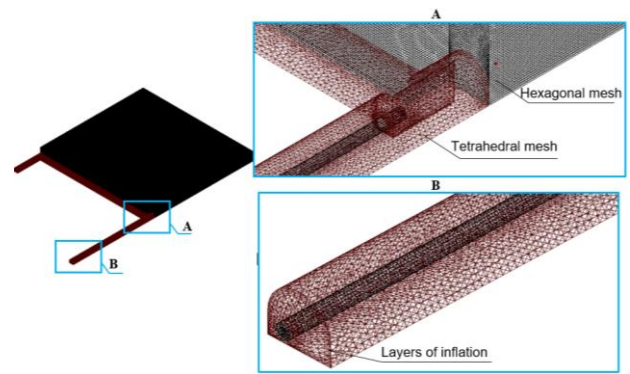 A
Hexagonal mesh
Tetrahedral mesh
A
B
B
Layers of inflation